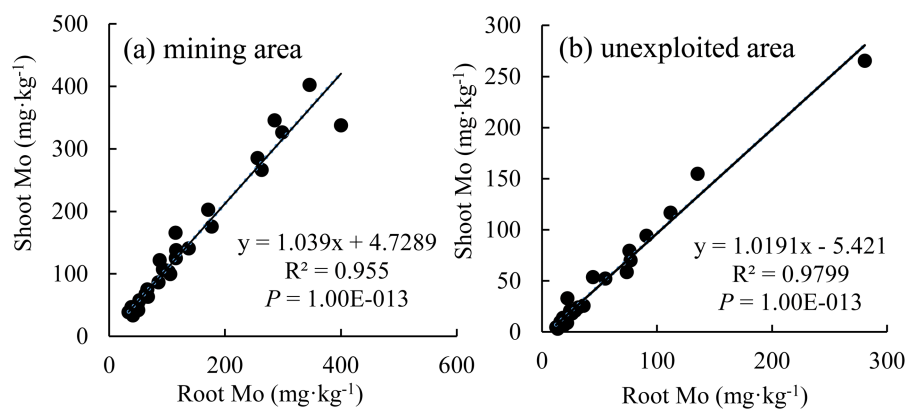 (a) mining area
Shoot Mo (mg·kg⁻¹)
500
400
300
200
100
0
y = 1.039x + 4.7289
R² = 0.955
P = 1.00E-013
0 200 400 600
Root Mo (mg·kg⁻¹)
(b) unexploited area
Shoot Mo (mg·kg⁻¹)
300
250
200
150
100
50
0
y = 1.0191x - 5.421
R² = 0.9799
P = 1.00E-013
0 100 200 300
Root Mo (mg·kg⁻¹)